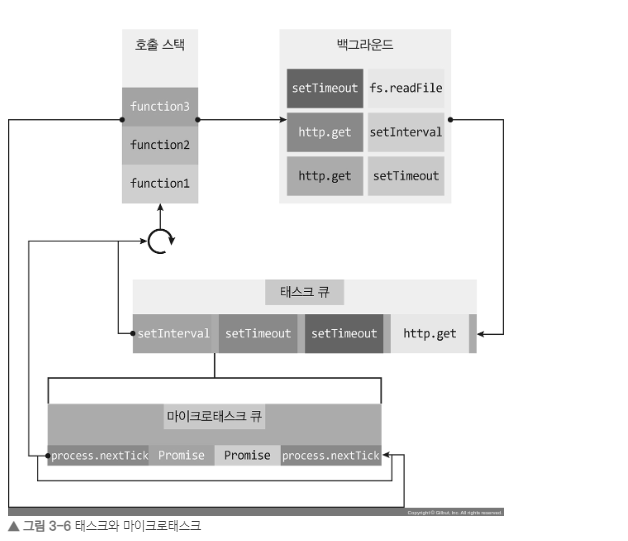 호출 스택
백그라운드
function3
function2
function1
setTimeout
fs.readFile
http.get
setInterval
http.get
setTimeout
태스크 큐
setInterval
setTimeout
setTimeout
http.get
마이크로태스크 큐
process.nextTick
Promise
Promise
process.nextTick
Copyright© Gilbut, Inc. All rights reserved.
▲ 그림 3-6 태스크와 마이크로태스크